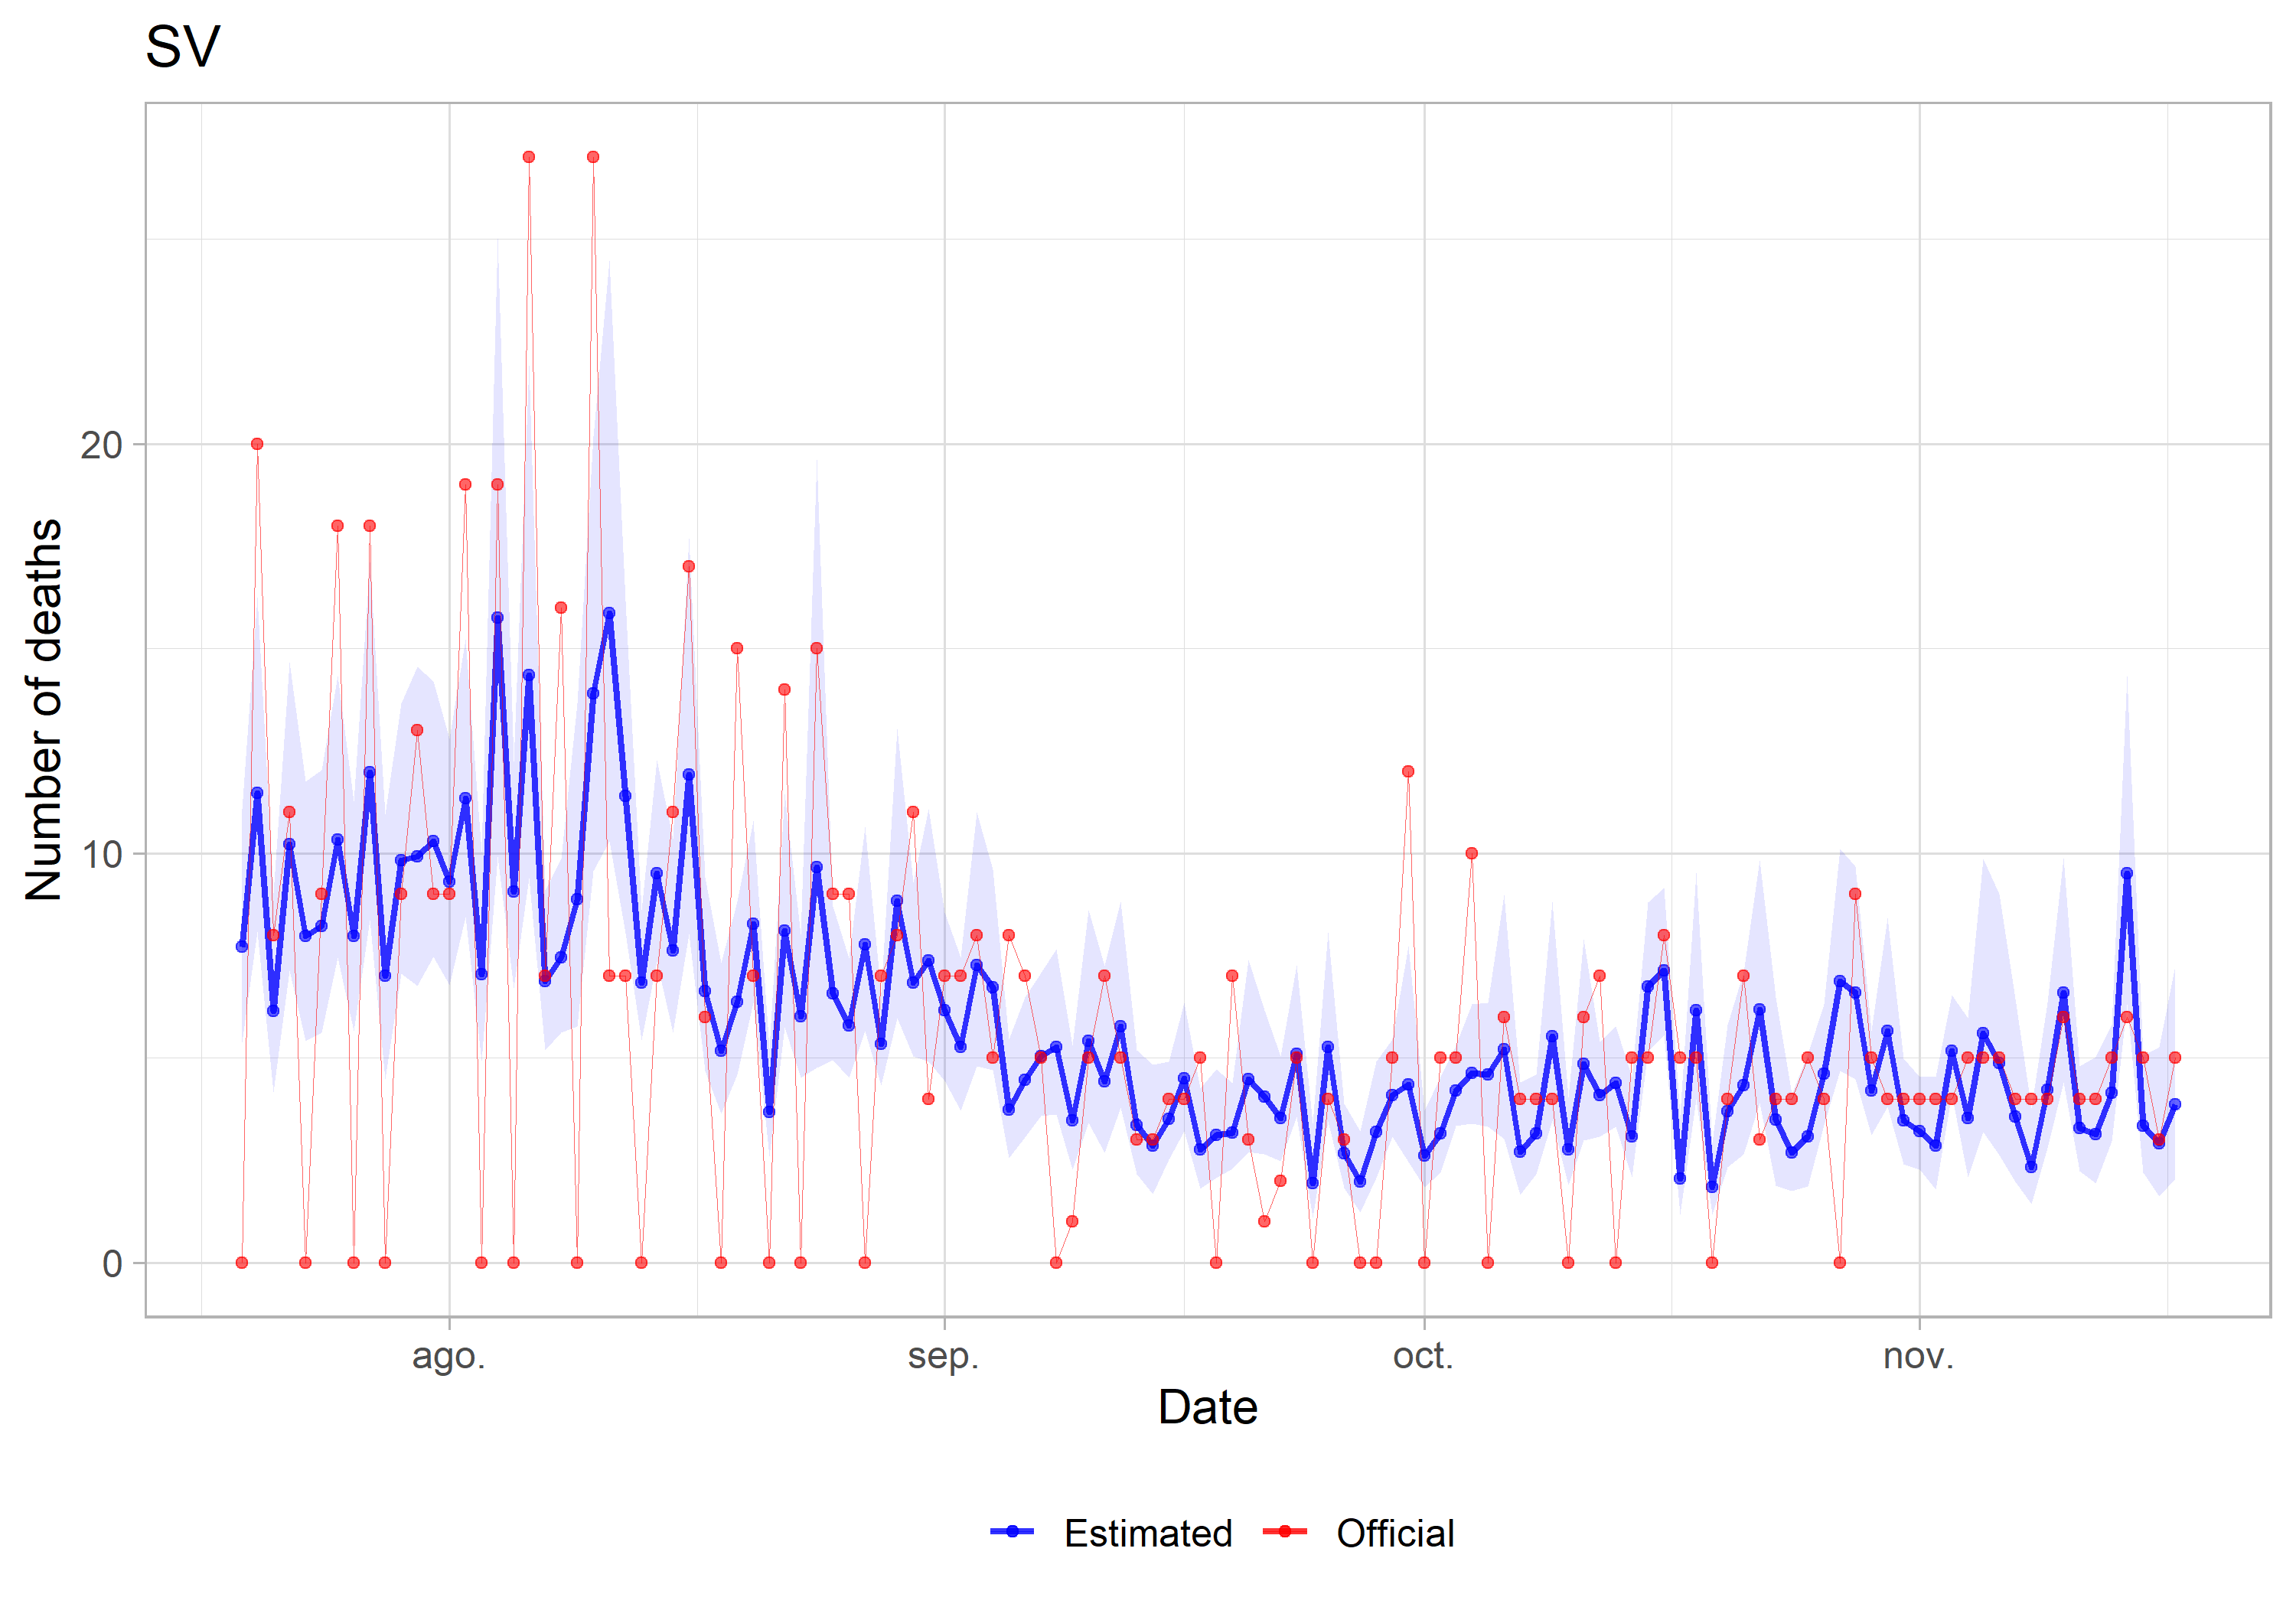 SV
Number of deaths
20
10
0
ago.
sep.
oct.
nov.
Date
Estimated
Official